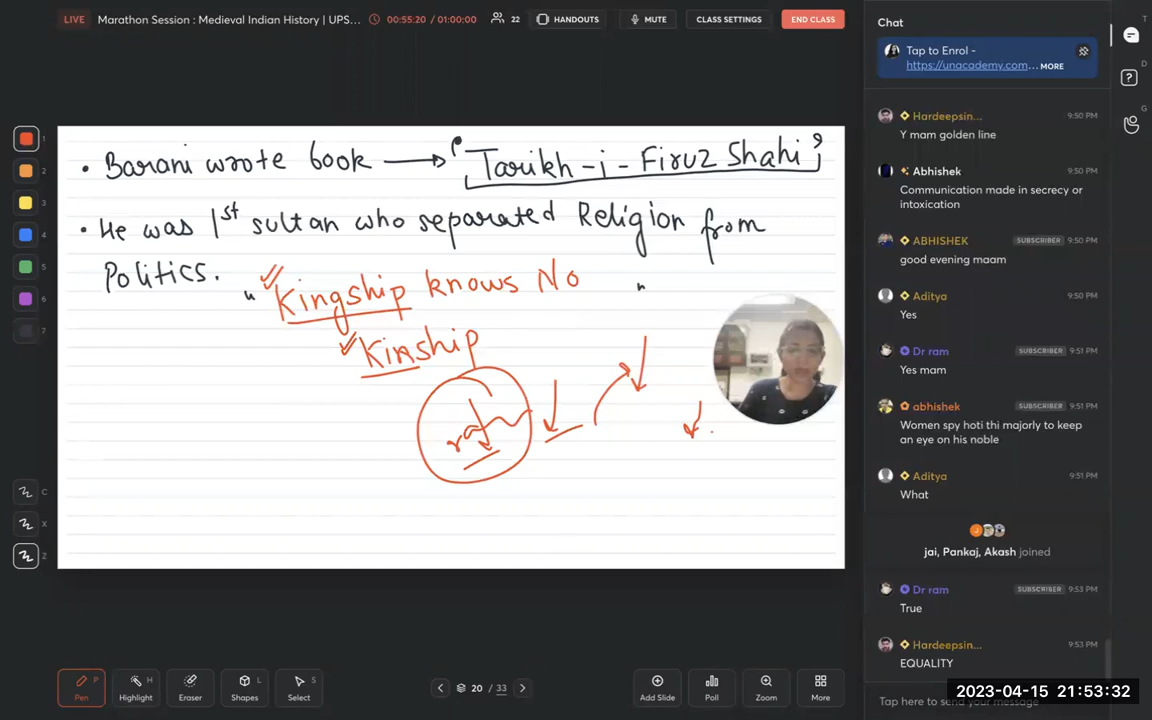 LIVE
Marathon Session : Medieval Indian History | UPS...
00:55:20 / 01:00:00
22
HANDOUTS
MUTE
CLASS SETTINGS
END CLASS
Chat
Tap to Enrol -
https://unacademy.com... MORE
T
D
G
1
2
3
4
5
6
7
C
X
Z
• Barani wrote book → 'Tarikh-i-Firuz Shahi'
• He was 1st sultan who separated Religion from
Politics.
"Kingship knows No "
Kinship
Hardeepsin... 9:50 PM
Y mam golden line
Abhishek 9:50 PM
Communication made in secrecy or
intoxication
ABHISHEK SUBSCRIBER 9:50 PM
good evening maam
Aditya 9:50 PM
Yes
Dr ram SUBSCRIBER 9:51 PM
Yes mam
abhishek 9:51 PM
Women spy hoti thi majorly to keep
an eye on his noble
Aditya 9:51 PM
What
J
jai, Pankaj, Akash joined
Dr ram SUBSCRIBER 9:53 PM
True
Hardeepsin... 9:53 PM
EQUALITY
Tap here to send your message
2023-04-15 21:53:32
Pen P
Highlight H
Eraser
Shapes L
Select S
20 / 33
Add Slide
Poll
Zoom
More